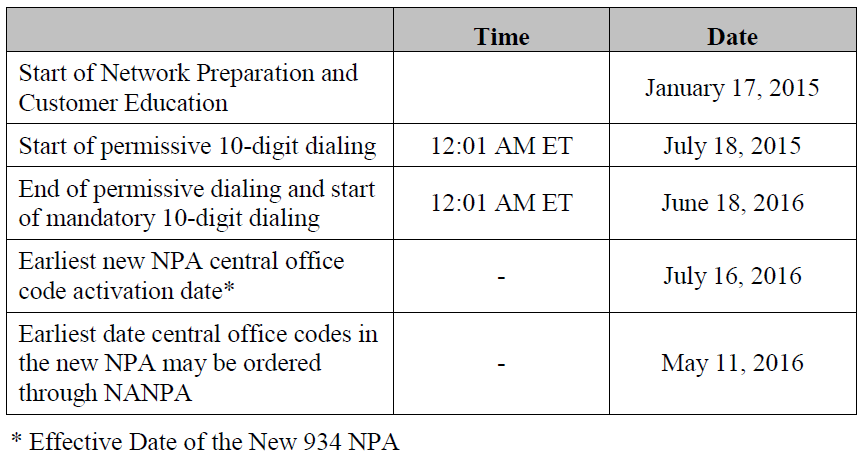 Time Date
Start of Network Preparation and
Customer Education
January 17, 2015
Start of permissive 10-digit dialing 12:01 AM ET July 18, 2015
End of permissive dialing and start
of mandatory 10-digit dialing
12:01 AM ET June 18, 2016
Earliest new NPA central office
code activation date*
- July 16, 2016
Earliest date central office codes in
the new NPA may be ordered
through NANPA
- May 11, 2016
* Effective Date of the New 934 NPA